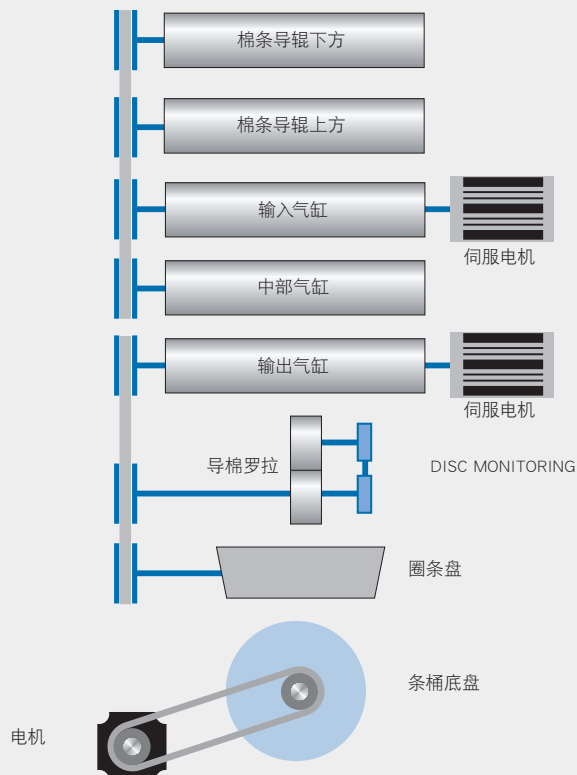 棉条导辊下方
棉条导辊上方
输入气缸
伺服电机
中部气缸
输出气缸
伺服电机
导棉罗拉
DISC MONITORING
圈条盘
条桶底盘
电机